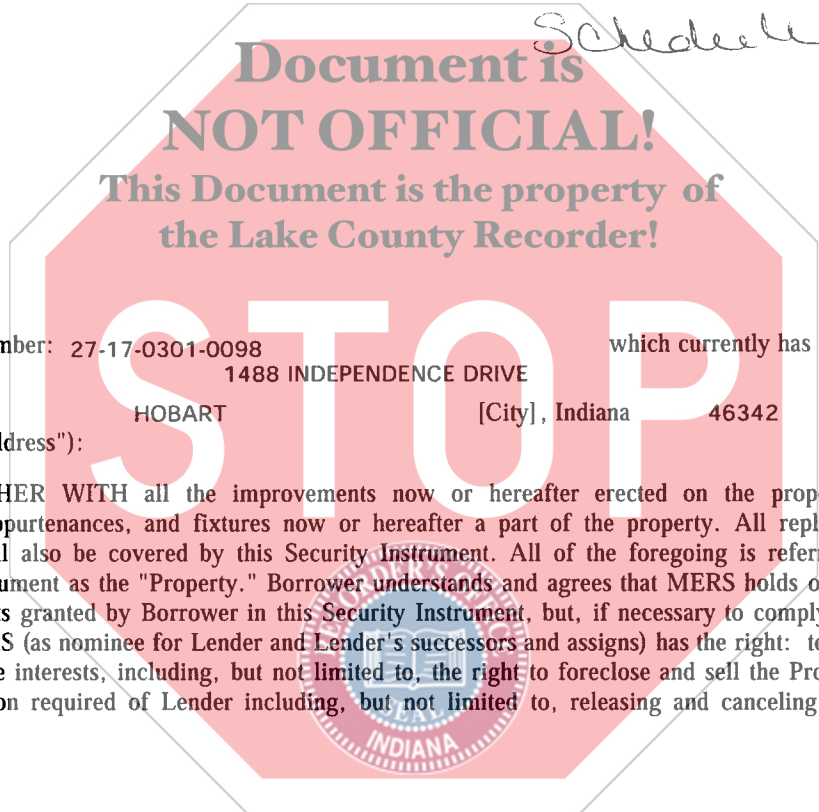 Schedule
Document is
NOT OFFICIAL!
This Document is the property of
the Lake County Recorder!
STOP
mber: 27-17-0301-0098 which currently has
1488 INDEPENDENCE DRIVE
HOBART [City], Indiana 46342
ldress"):
HER WITH all the improvements now or hereafter erected on the prop
ppurtenances, and fixtures now or hereafter a part of the property. All repl
ll also be covered by this Security Instrument. All of the foregoing is referr
ument as the "Property." Borrower understands and agrees that MERS holds o
ts granted by Borrower in this Security Instrument, but, if necessary to comply
S (as nominee for Lender and Lender's successors and assigns) has the right: to
e interests, including, but not limited to, the right to foreclose and sell the Pro
on required of Lender including, but not limited to, releasing and canceling
SEAL
INDIANA